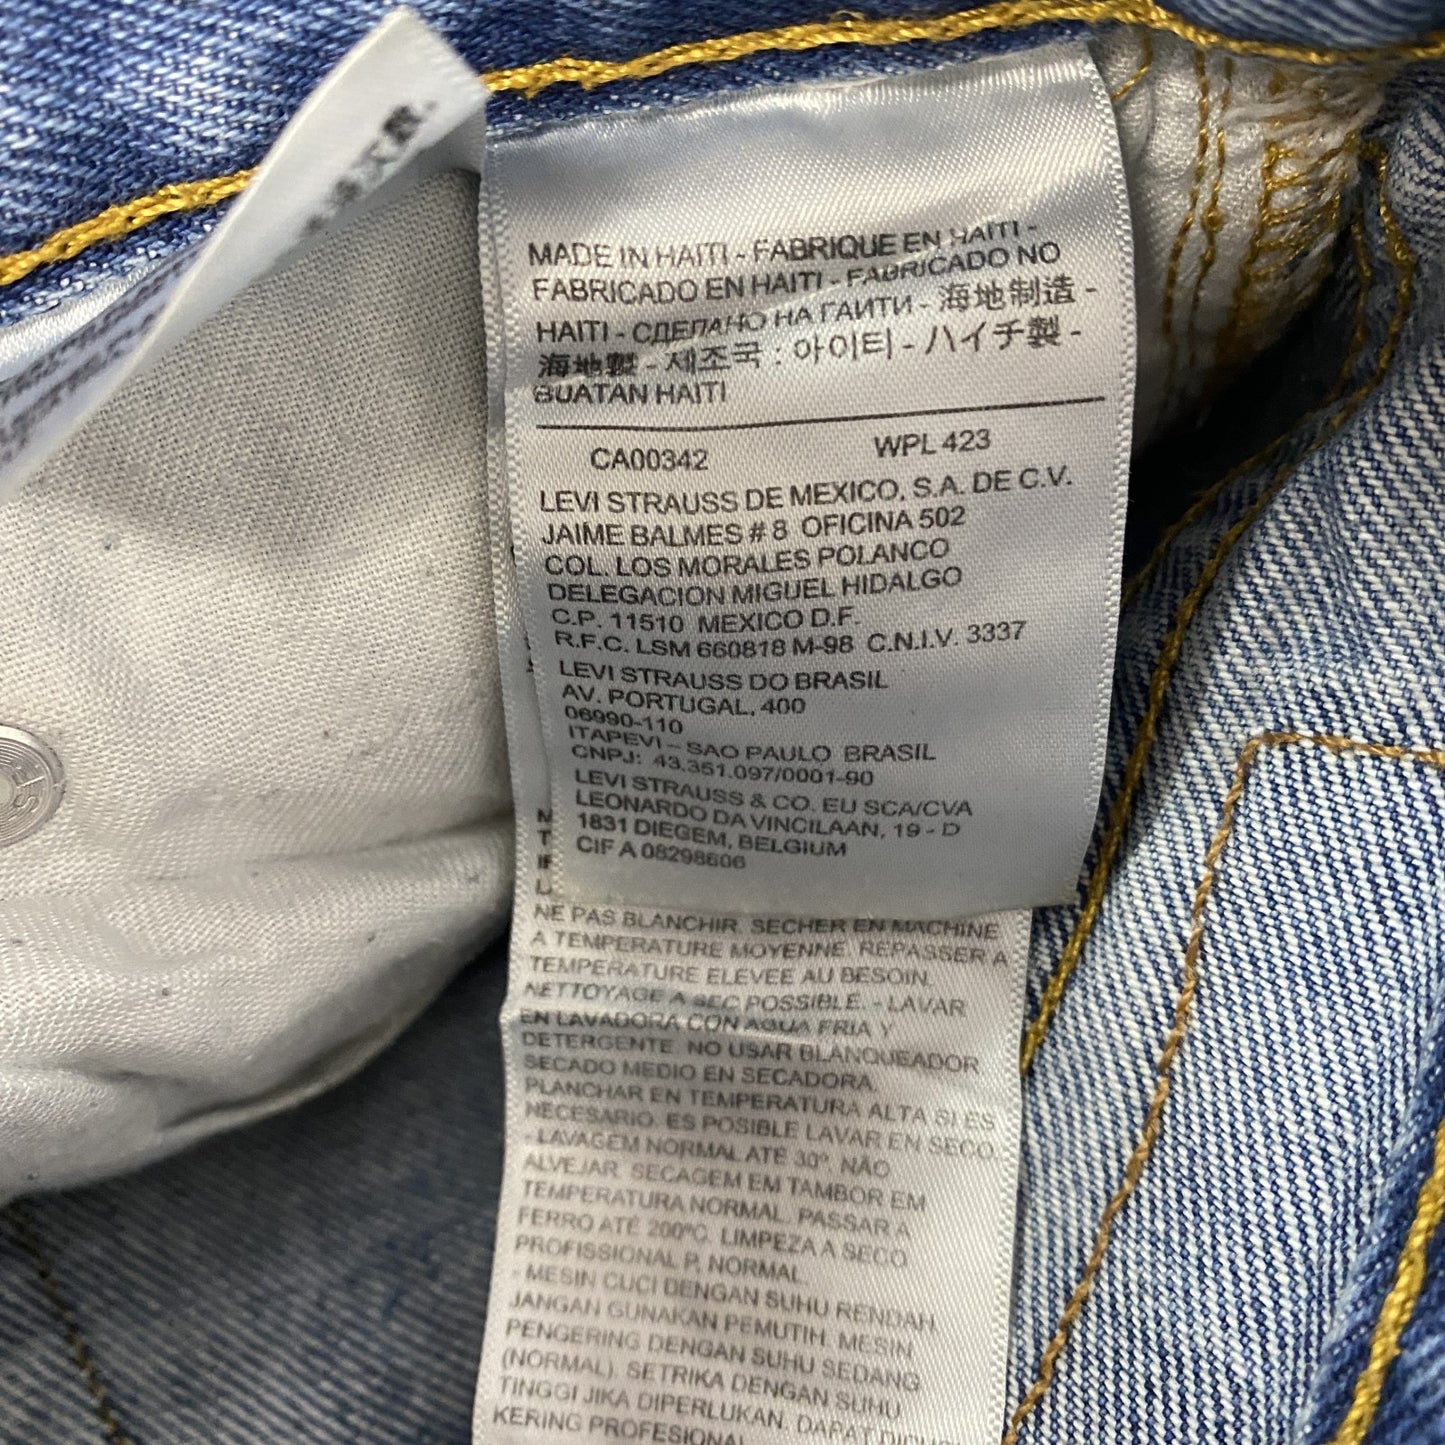 MADE IN HAITI - FABRIQUE EN HAITI -
FABRICADO EN HAITI - FABRICADO NO
HAITI - СДЕЛАНО НА ГАИТИ - 海地制造 -
海地製 - 제조국 : 아이티 - ハイチ製 -
BUATAN HAITI
CA00342 WPL 423
LEVI STRAUSS DE MEXICO, S.A. DE C.V.
JAIME BALMES # 8 OFICINA 502
COL. LOS MORALES POLANCO
DELEGACION MIGUEL HIDALGO
C.P. 11510 MEXICO D.F.
R.F.C. LSM 660818 M-98 C.N.I.V. 3337
LEVI STRAUSS DO BRASIL
AV. PORTUGAL, 400
06990-110
ITAPEVI – SAO PAULO BRASIL
CNPJ: 43.351.097/0001-90
LEVI STRAUSS & CO. EU SCA/CVA
LEONARDO DA VINCILAAN, 19 - D
1831 DIEGEM, BELGIUM
CIF A 08298606
NE PAS BLANCHIR. SECHER EN MACHINE
A TEMPERATURE MOYENNE. REPASSER A
TEMPERATURE ELEVEE AU BESOIN.
NETTOYAGE A SEC POSSIBLE. - LAVAR
EN LAVADORA CON AGUA FRIA Y
DETERGENTE. NO USAR BLANQUEADOR
SECADO MEDIO EN SECADORA.
PLANCHAR EN TEMPERATURA ALTA SI ES
NECESARIO. ES POSIBLE LAVAR EN SECO.
- LAVAGEM NORMAL ATÉ 30º. NÃO
ALVEJAR. SECAGEM EM TAMBOR EM
TEMPERATURA NORMAL. PASSAR A
FERRO ATÉ 200ºC. LIMPEZA A SECO
PROFISSIONAL P, NORMAL.
- MESIN CUCI DENGAN SUHU RENDAH.
JANGAN GUNAKAN PEMUTIH. MESIN
PENGERING DENGAN SUHU SEDANG
(NORMAL). SETRIKA DENGAN SUHU
TINGGI JIKA DIPERLUKAN. DAPAT
KERING PROFESIONAL